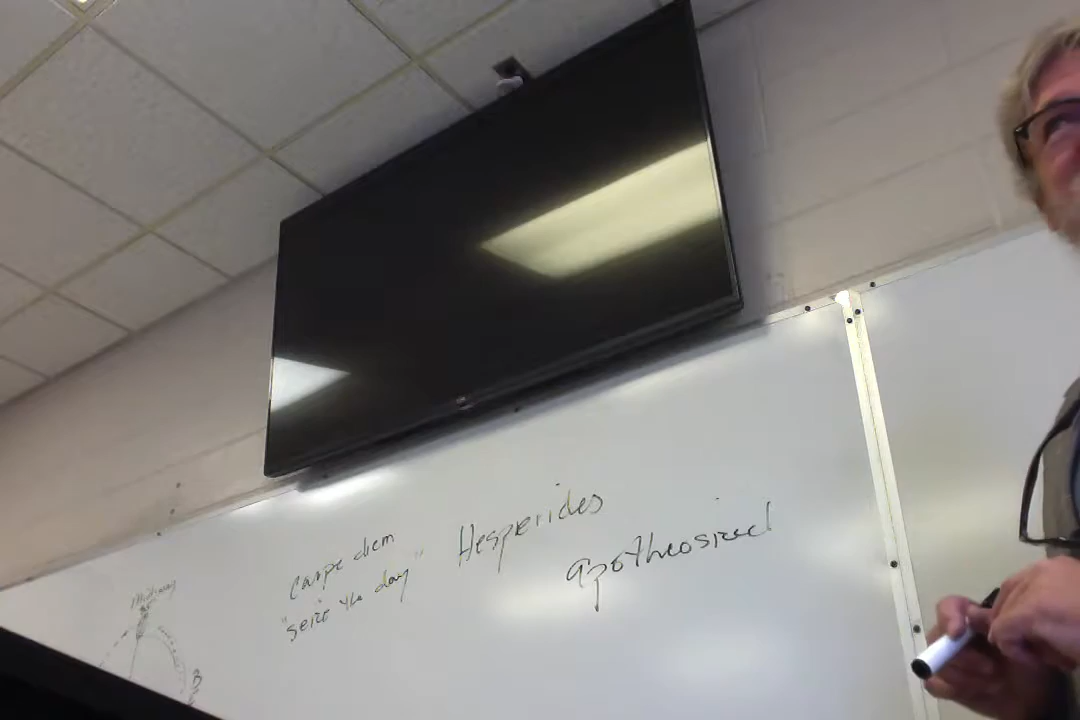 carpe diem
"seize the day"
Hesperides
apotheosized